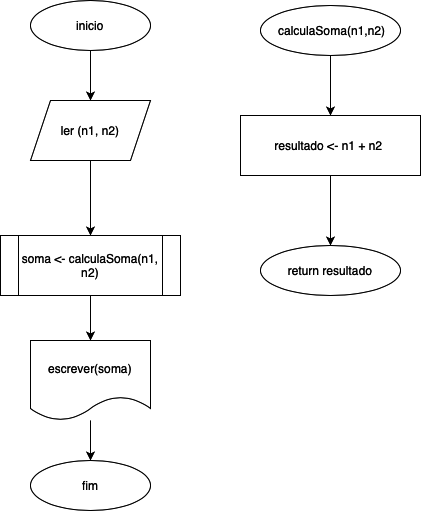 inicio
ler (n1, n2)
soma <- calculaSoma(n1,
n2)
escrever(soma)
fim
calculaSoma(n1,n2)
resultado <- n1 + n2
return resultado